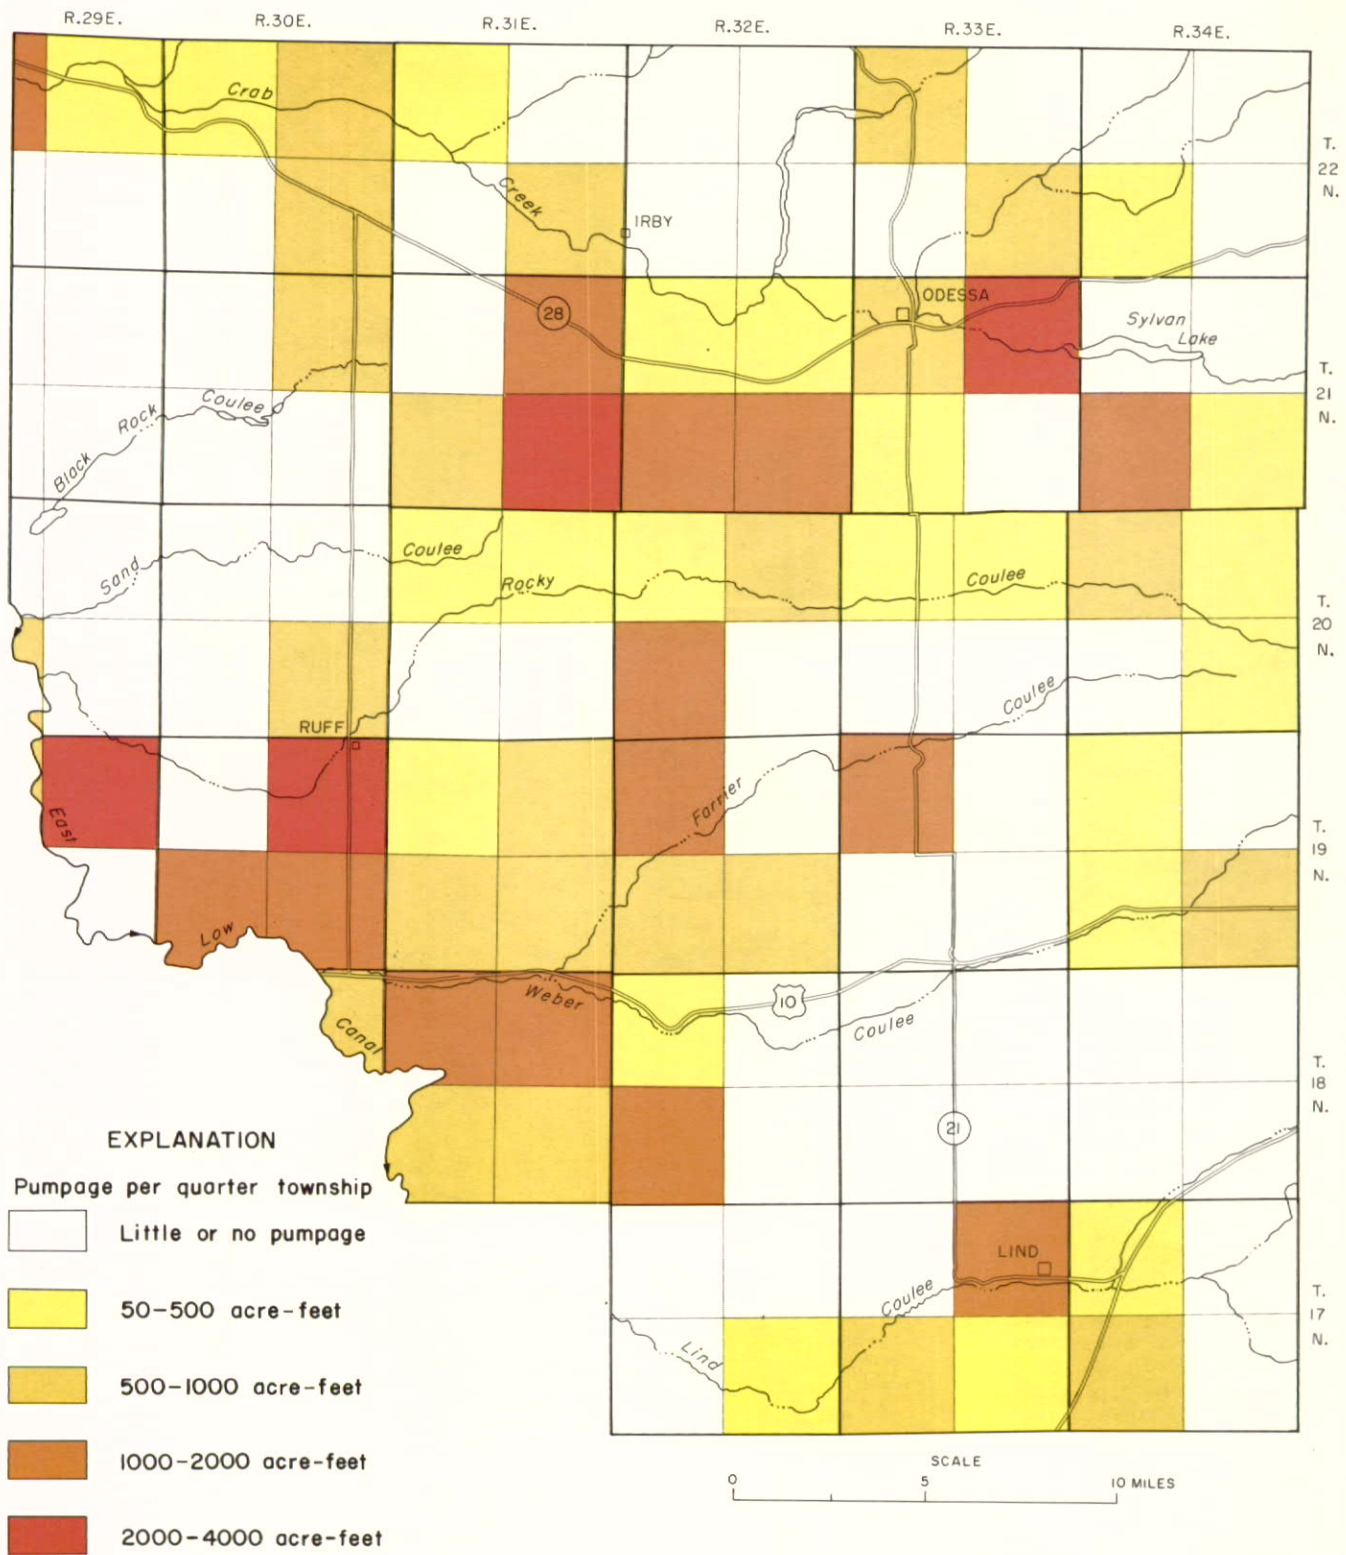 R.29E. R.30E. R.31E. R.32E. R.33E. R.34E.
Crab
T.
22
N.
Creek
IRBY
ODESSA
28
Sylvan
Lake
T.
21
N.
Black Rock Coulee
Sand Coulee
Rocky Coulee
T.
20
N.
Coulee
RUFF
Farrier
East
T.
19
N.
Low
Weber
10
Coulee
Canal
T.
18
N.
21
LIND
Coulee
T.
17
N.
Lind
EXPLANATION
Pumpage per quarter township
Little or no pumpage
50-500 acre-feet
500-1000 acre-feet
1000-2000 acre-feet
2000-4000 acre-feet
SCALE
0 5 10 MILES